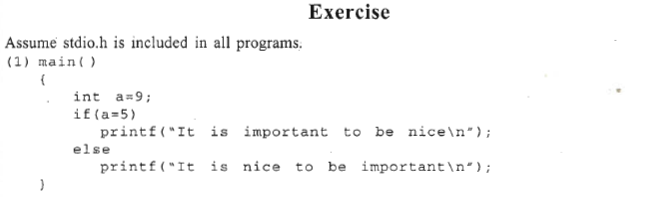 Exercise
Assume stdio.h is included in all programs.
(1) main( )
{
int a=9;
if(a=5)
printf("It is important to be nice\n");
else
printf("It is nice to be important\n");
}